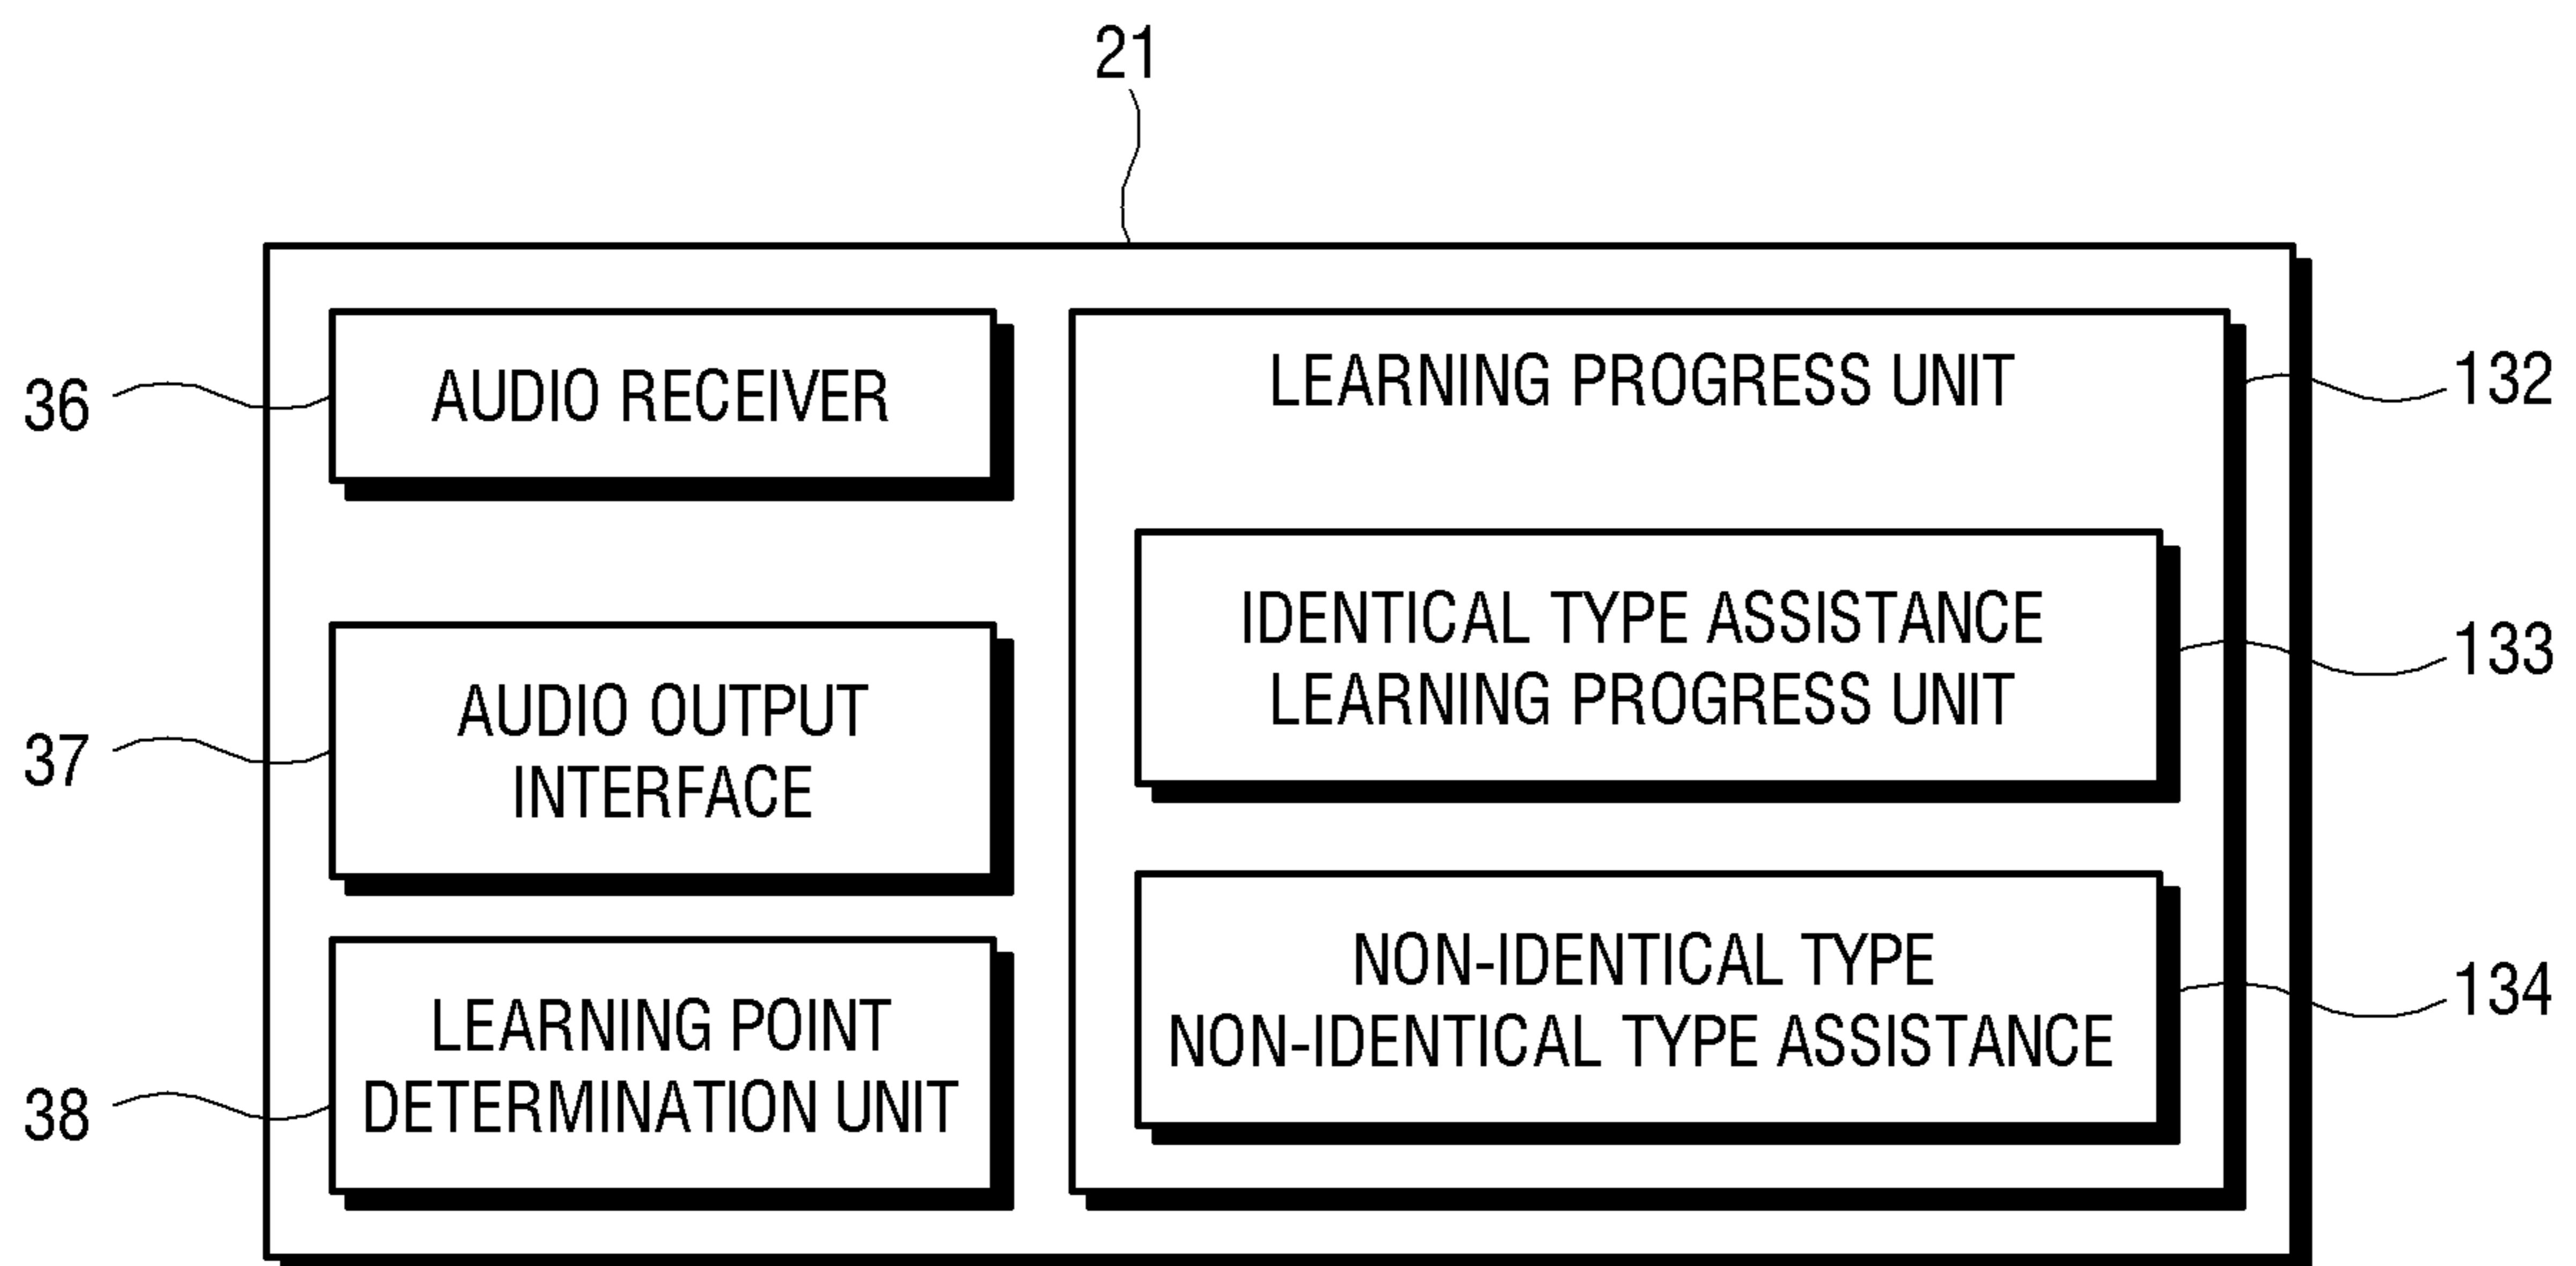 21
36
AUDIO RECEIVER
37
AUDIO OUTPUT
INTERFACE
38
LEARNING POINT
DETERMINATION UNIT
LEARNING PROGRESS UNIT
132
IDENTICAL TYPE ASSISTANCE
LEARNING PROGRESS UNIT
133
NON-IDENTICAL TYPE
NON-IDENTICAL TYPE ASSISTANCE
134